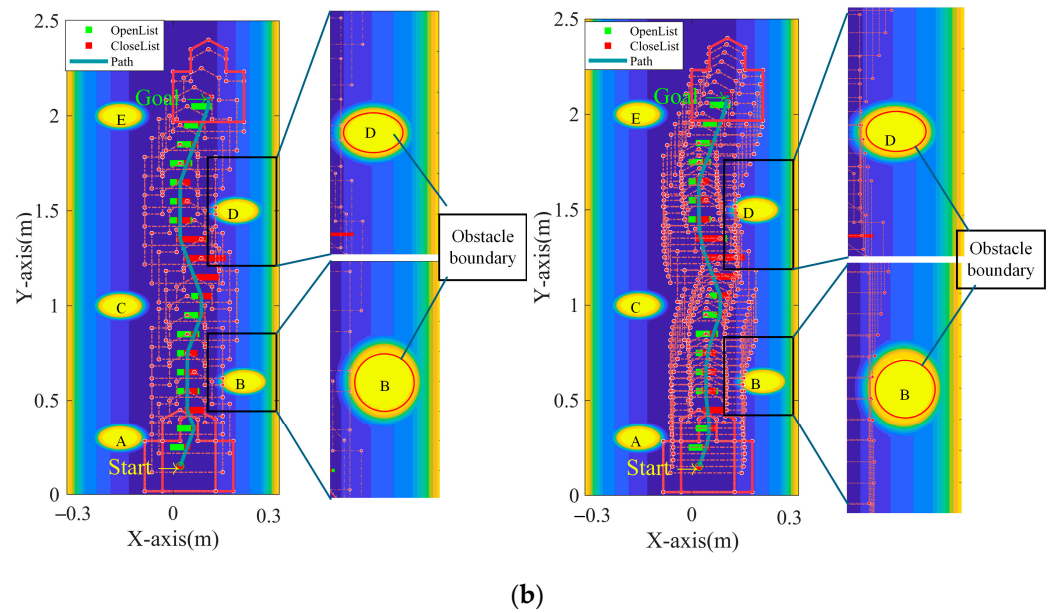 2.5
OpenList
CloseList
Path
Goal
E
2
D
1.5
Y-axis(m)
C
1
B
0.5
A
Start
0
−0.3
0
0.3
X-axis(m)
D
Obstacle
boundary
B
2.5
OpenList
CloseList
Path
Goal
E
2
D
1.5
Y-axis(m)
C
1
B
0.5
A
Start
0
−0.3
0
0.3
X-axis(m)
D
Obstacle
boundary
B
(b)